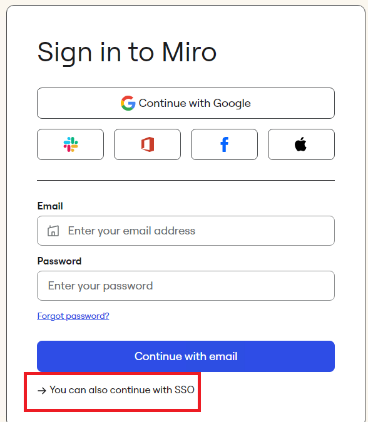 Sign in to Miro
Continue with Google
Email
Enter your email address
Password
Enter your password
Forgot password?
Continue with email
→ You can also continue with SSO